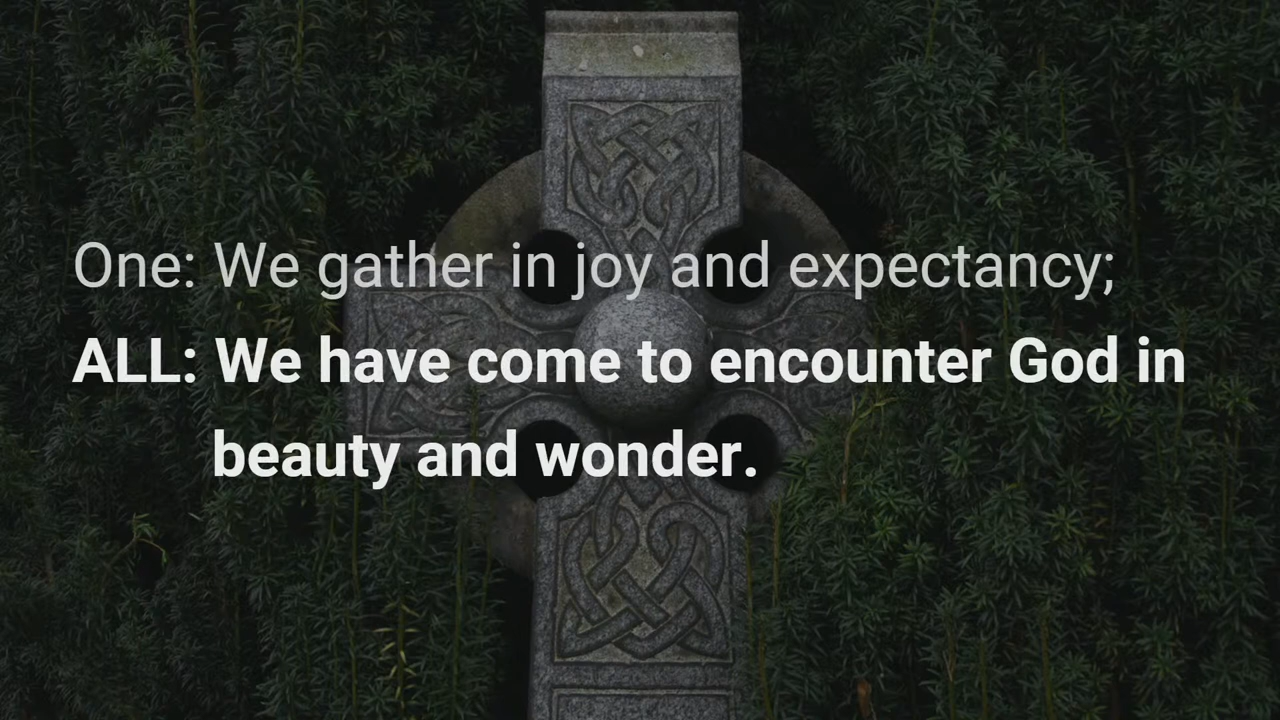 One: We gather in joy and expectancy;
ALL: We have come to encounter God in
beauty and wonder.